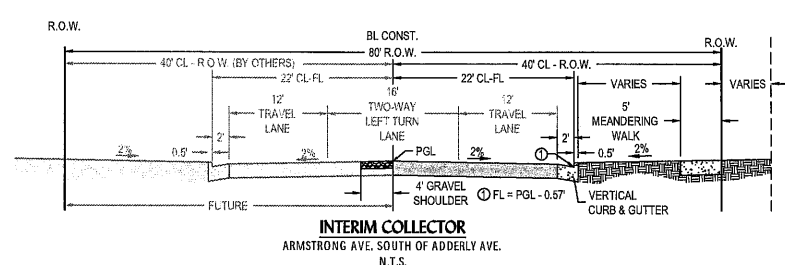 R.O.W.
BL CONST.
R.O.W.
80' R.O.W.
40' CL - R.O.W. (BY OTHERS)
40' CL - R.O.W.
22' CL-FL
22' CL-FL
VARIES
VARIES
12'
TRAVEL
LANE
16'
TWO-WAY
LEFT TURN
LANE
12'
TRAVEL
LANE
5'
MEANDERING
WALK
2%
0.5'
2'
2%
PGL
2%
2'
①
0.5'
2%
4' GRAVEL
SHOULDER
① FL = PGL - 0.57'
VERTICAL
CURB & GUTTER
FUTURE
INTERIM COLLECTOR
ARMSTRONG AVE. SOUTH OF ADDERLY AVE.
N.T.S.